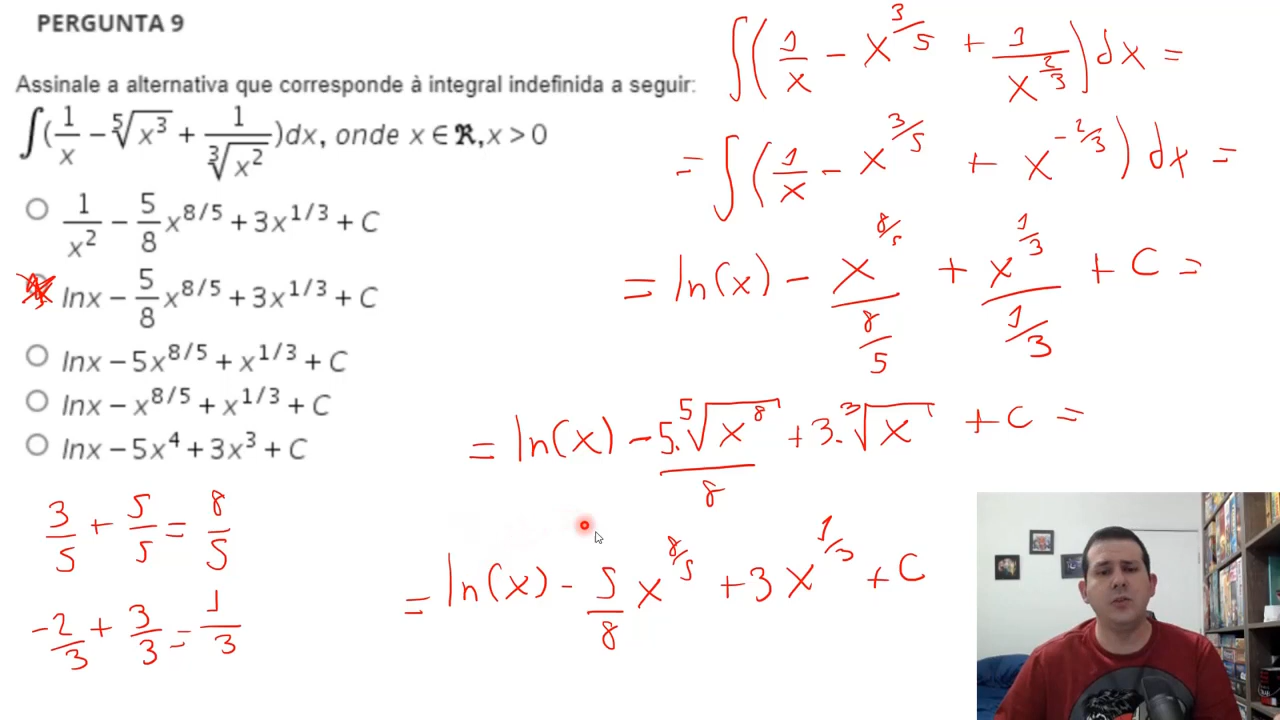 PERGUNTA 9
Assinale a alternativa que corresponde à integral indefinida a seguir:
∫(1/x − ⁵√x³ + 1/³√x²)dx, onde x ∈ ℜ, x > 0
1/x² − 5/8 x^8/5 + 3x^1/3 + C
lnx − 5/8 x^8/5 + 3x^1/3 + C
lnx − 5x^8/5 + x^1/3 + C
lnx − x^8/5 + x^1/3 + C
lnx − 5x⁴ + 3x³ + C
3/5 + 5/5 = 8/5
-2/3 + 3/3 = 1/3
∫(1/x − x^3/5 + 1/x^2/3)dx =
= ∫(1/x − x^3/5 + x^-2/3)dx =
= ln(x) − x^8/5/(8/5) + x^1/3/(1/3) + C =
= ln(x) − 5.⁵√x⁸/8 + 3.³√x + C =
= ln(x) − 5/8 x^8/5 + 3x^1/3 + C